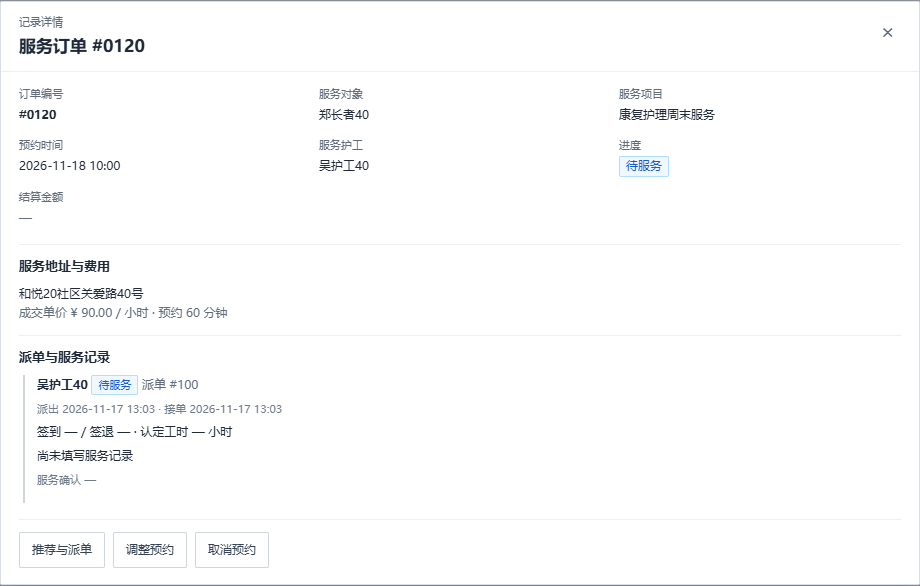 记录详情
服务订单 #0120
×
订单编号
服务对象
服务项目
#0120
郑长者40
康复护理周末服务
预约时间
服务护工
进度
2026-11-18 10:00
吴护工40
待服务
结算金额
—
服务地址与费用
和悦20社区关爱路40号
成交单价 ¥ 90.00 / 小时 · 预约 60 分钟
派单与服务记录
吴护工40 待服务 派单 #100
派出 2026-11-17 13:03 · 接单 2026-11-17 13:03
签到 — / 签退 — · 认定工时 — 小时
尚未填写服务记录
服务确认 —
推荐与派单 调整预约 取消预约